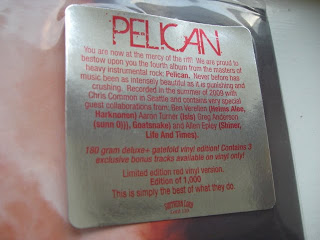 PELICAN
You are now at the mercy of the riff! We are proud to
bestow upon you the fourth album from the masters of
heavy instrumental rock: Pelican. Never before has
music been as intensely beautiful as it is punishing and
crushing. Recorded in the summer of 2009 with
Chris Common in Seattle and contains very special
guest collaborations from: Ben Verellen (Helms Alee,
Harkonnan) Aaron Turner (Isis) Greg Anderson
(sunn 0))), Goatsnake) and Allen Epley (Shiner,
Life And Times).
180 gram deluxe+ gatefold vinyl edition! Contains 2
exclusive bonus tracks available on vinyl only!
Limited edition red vinyl version.
Edition of 1,000
This is simply the best of what they do.
SOUTHERN LORD